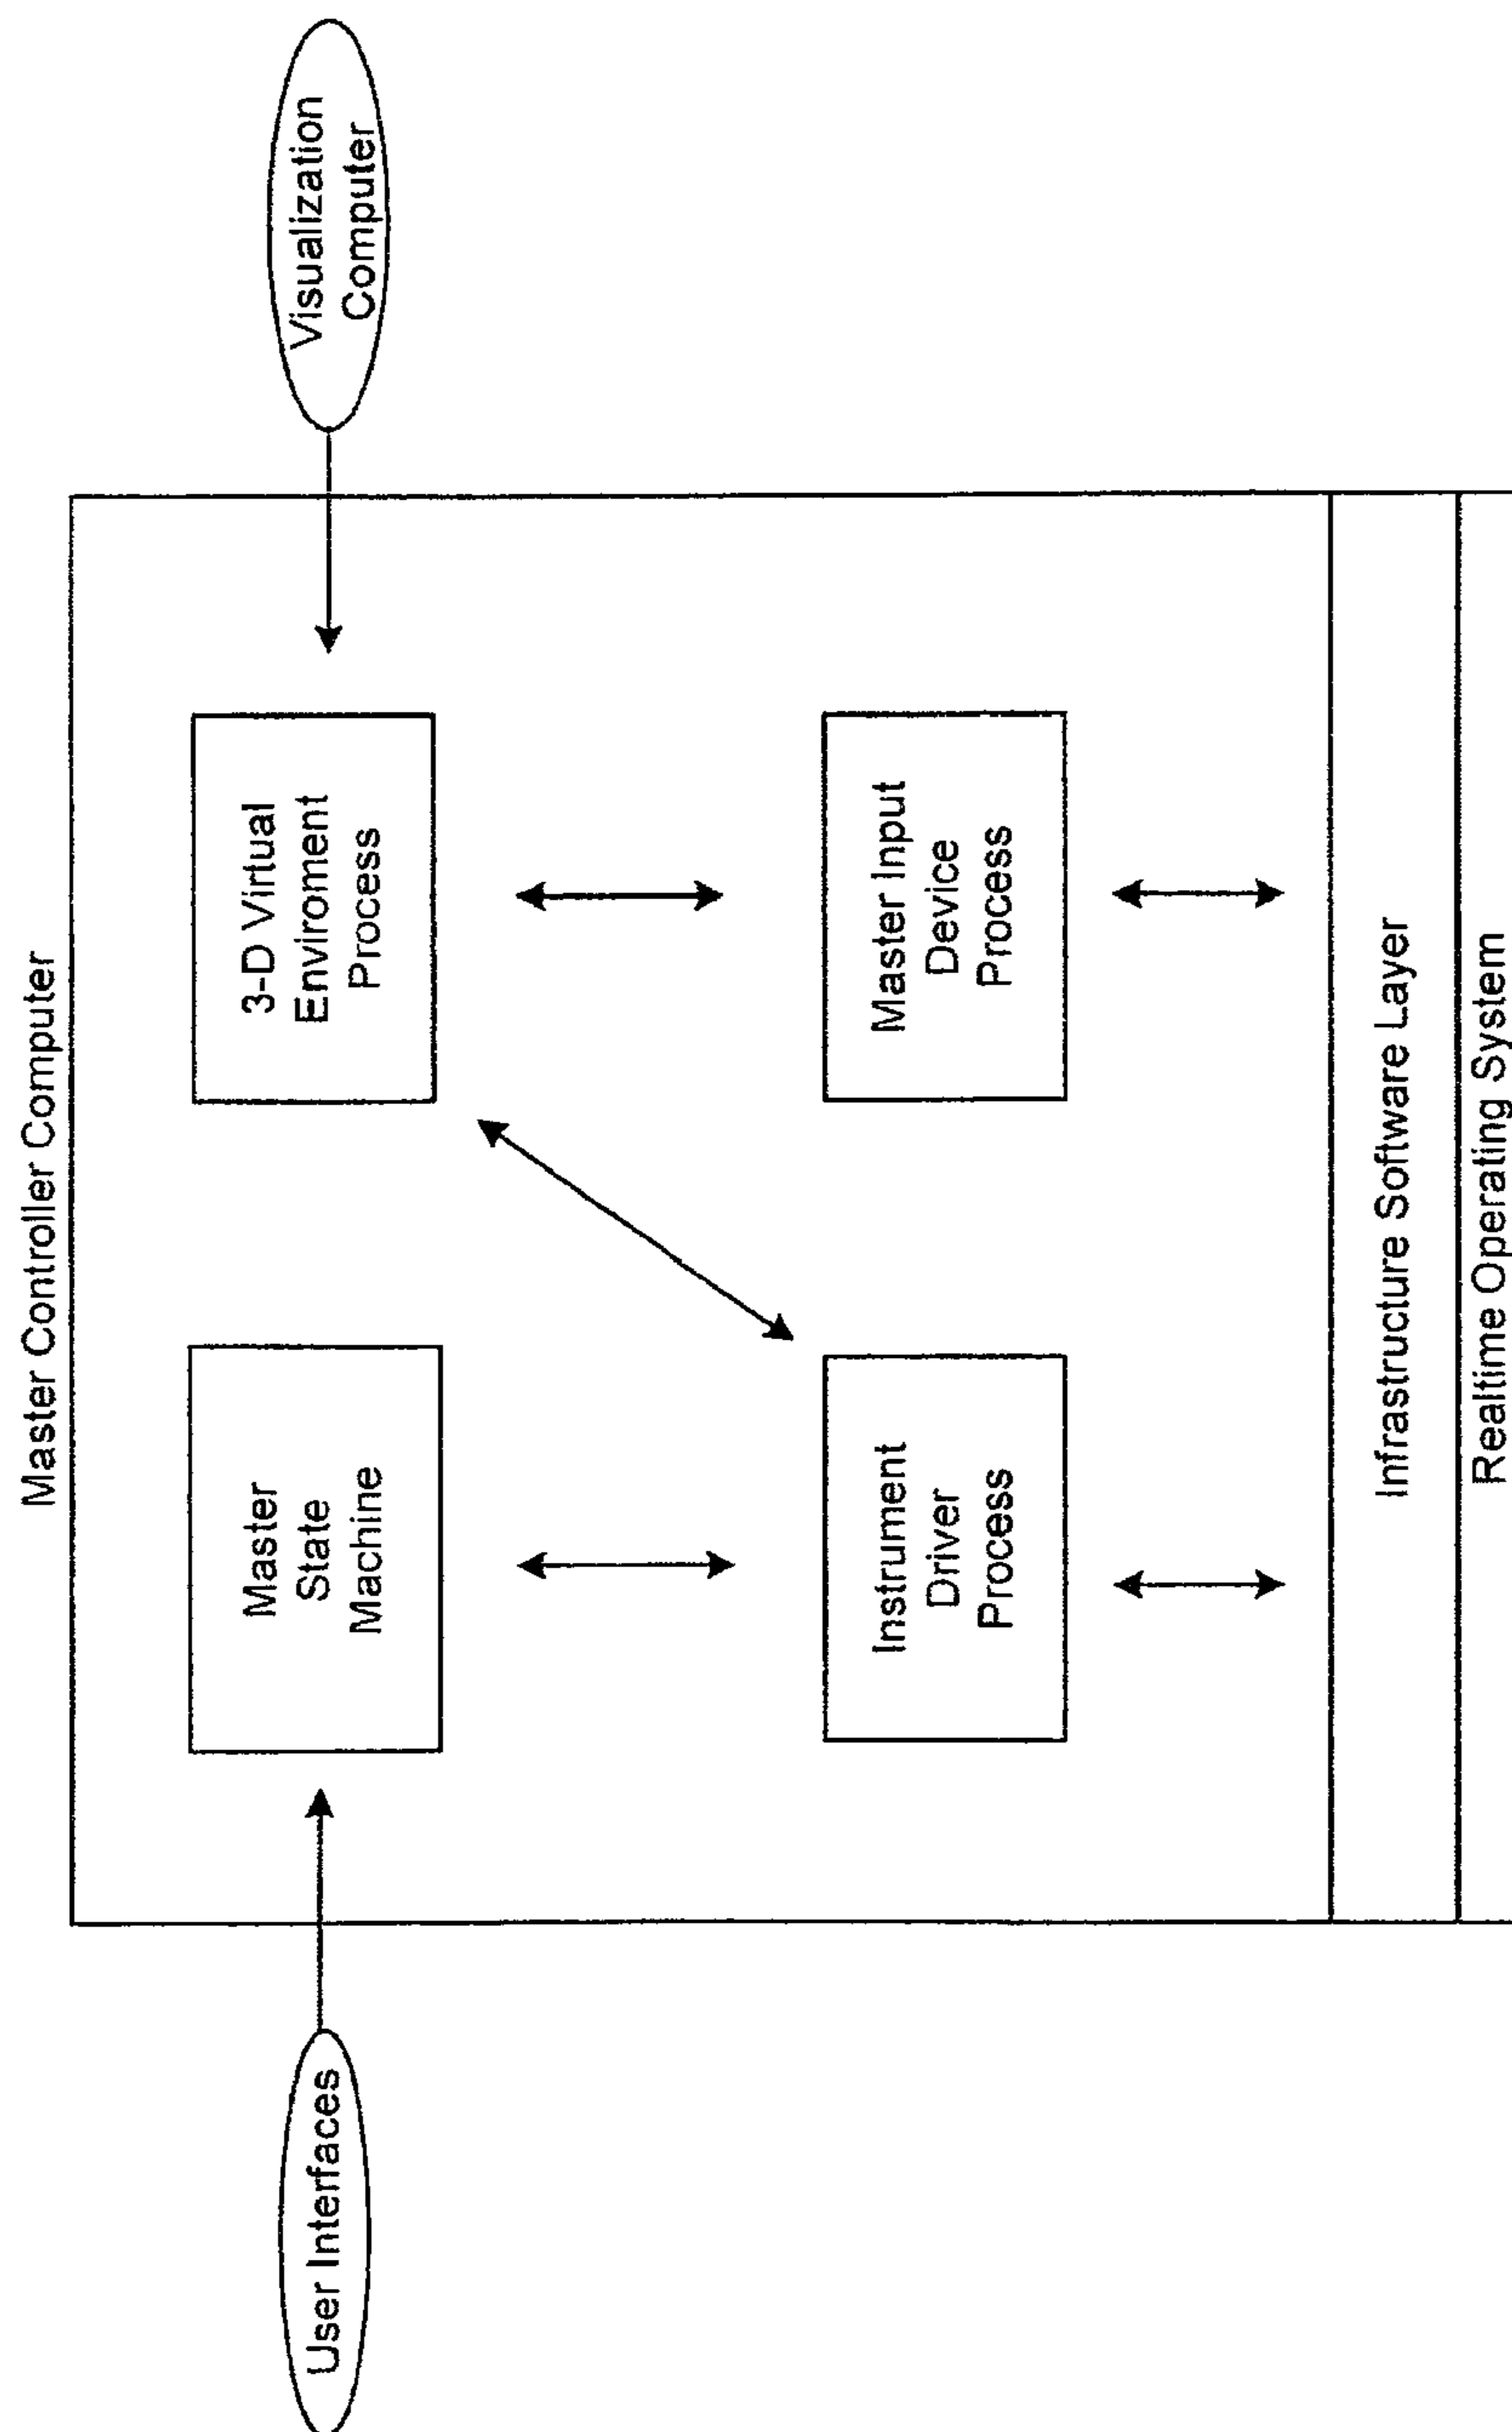 Master Controller Computer
User Interfaces
Master
State
Machine
3-D Virtual
Enviroment
Process
Visualization
Computer
Instrument
Driver
Process
Master Input
Device
Process
Infrastructure Software Layer
Realtime Operating System